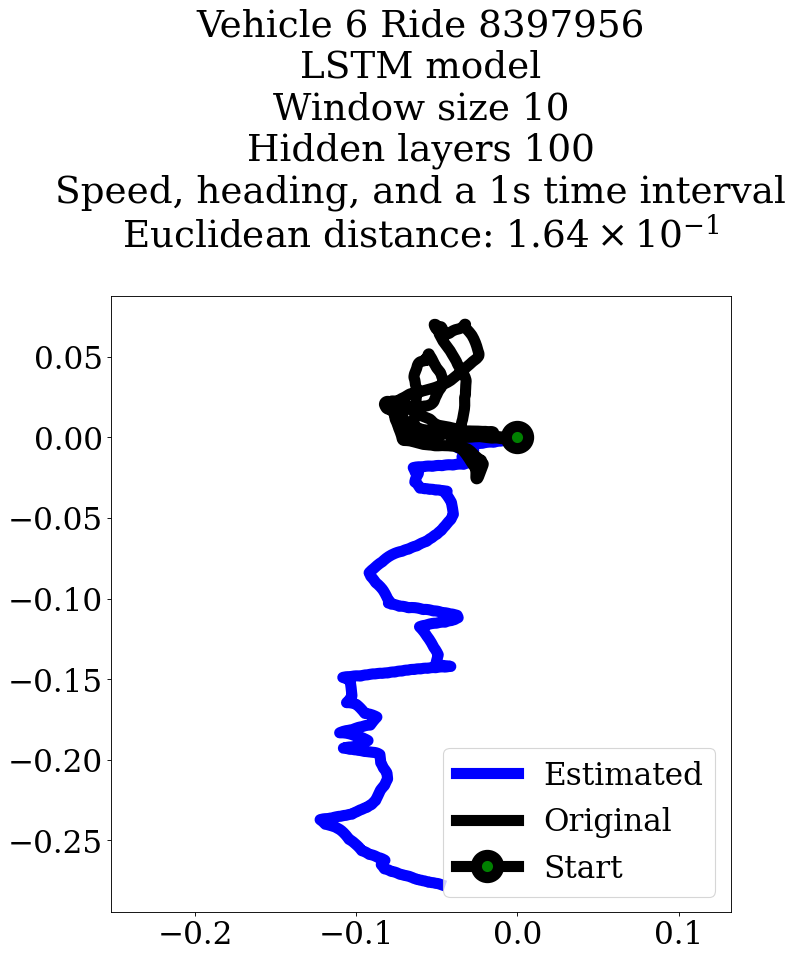 Vehicle 6 Ride 8397956
LSTM model
Window size 10
Hidden layers 100
Speed, heading, and a 1s time interval
Euclidean distance: 1.64 × 10⁻¹
0.05
0.00
−0.05
−0.10
−0.15
−0.20
−0.25
Estimated
Original
Start
−0.2
−0.1
0.0
0.1